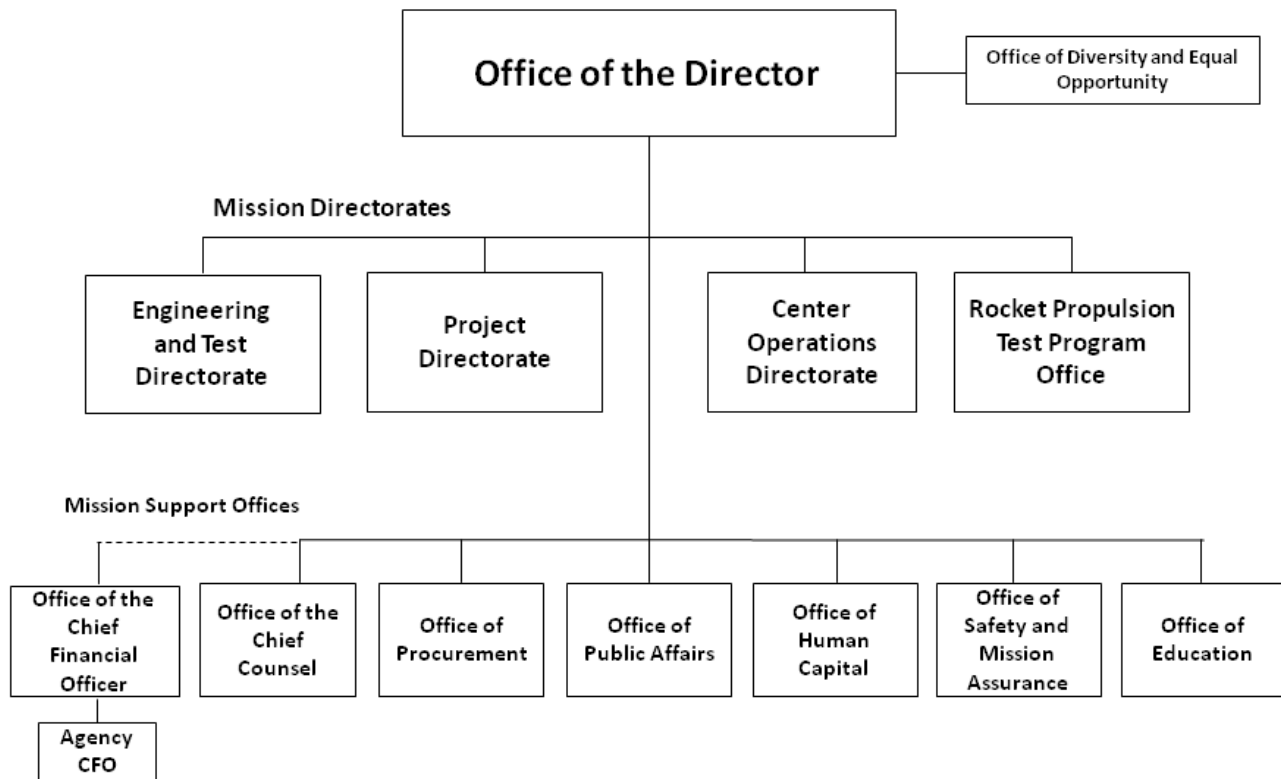 Office of the Director
Office of Diversity and Equal
Opportunity
Mission Directorates
Engineering
and Test
Directorate
Project
Directorate
Center
Operations
Directorate
Rocket Propulsion
Test Program
Office
Mission Support Offices
Office of the
Chief
Financial
Officer
Office of the
Chief
Counsel
Office of
Procurement
Office of
Public Affairs
Office of
Human
Capital
Office of
Safety and
Mission
Assurance
Office of
Education
Agency
CFO